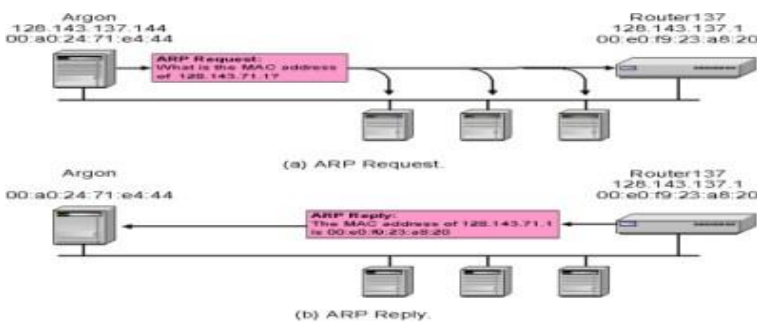 Argon
128.143.137.144
00:a0:24:71:e4:44
Router137
128.143.137.1
00:e0:f9:23:a8:20
ARP Request:
What is the MAC address
of 128.143.71.1?
(a) ARP Request.
Argon
00:a0:24:71:e4:44
Router137
128.143.137.1
00:e0:f9:23:a8:20
ARP Reply:
The MAC address of 128.143.71.1
is 00:e0:f9:23:a8:20
(b) ARP Reply.